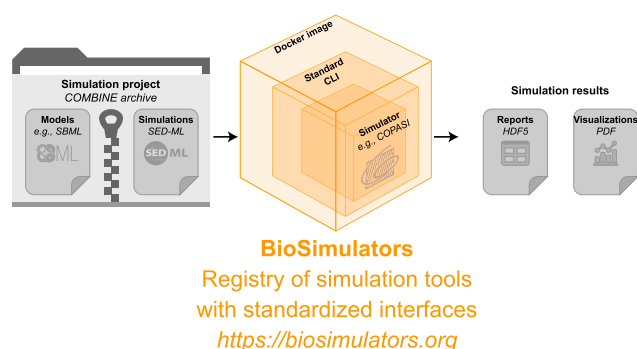 Simulation project
COMBINE archive
Models
e.g., SBML
ML
Simulations
SED-ML
SED ML
Docker image
Standard
CLI
Simulator
e.g., COPASI
Simulation results
Reports
HDF5
Visualizations
PDF
BioSimulators
Registry of simulation tools
with standardized interfaces
https://biosimulators.org